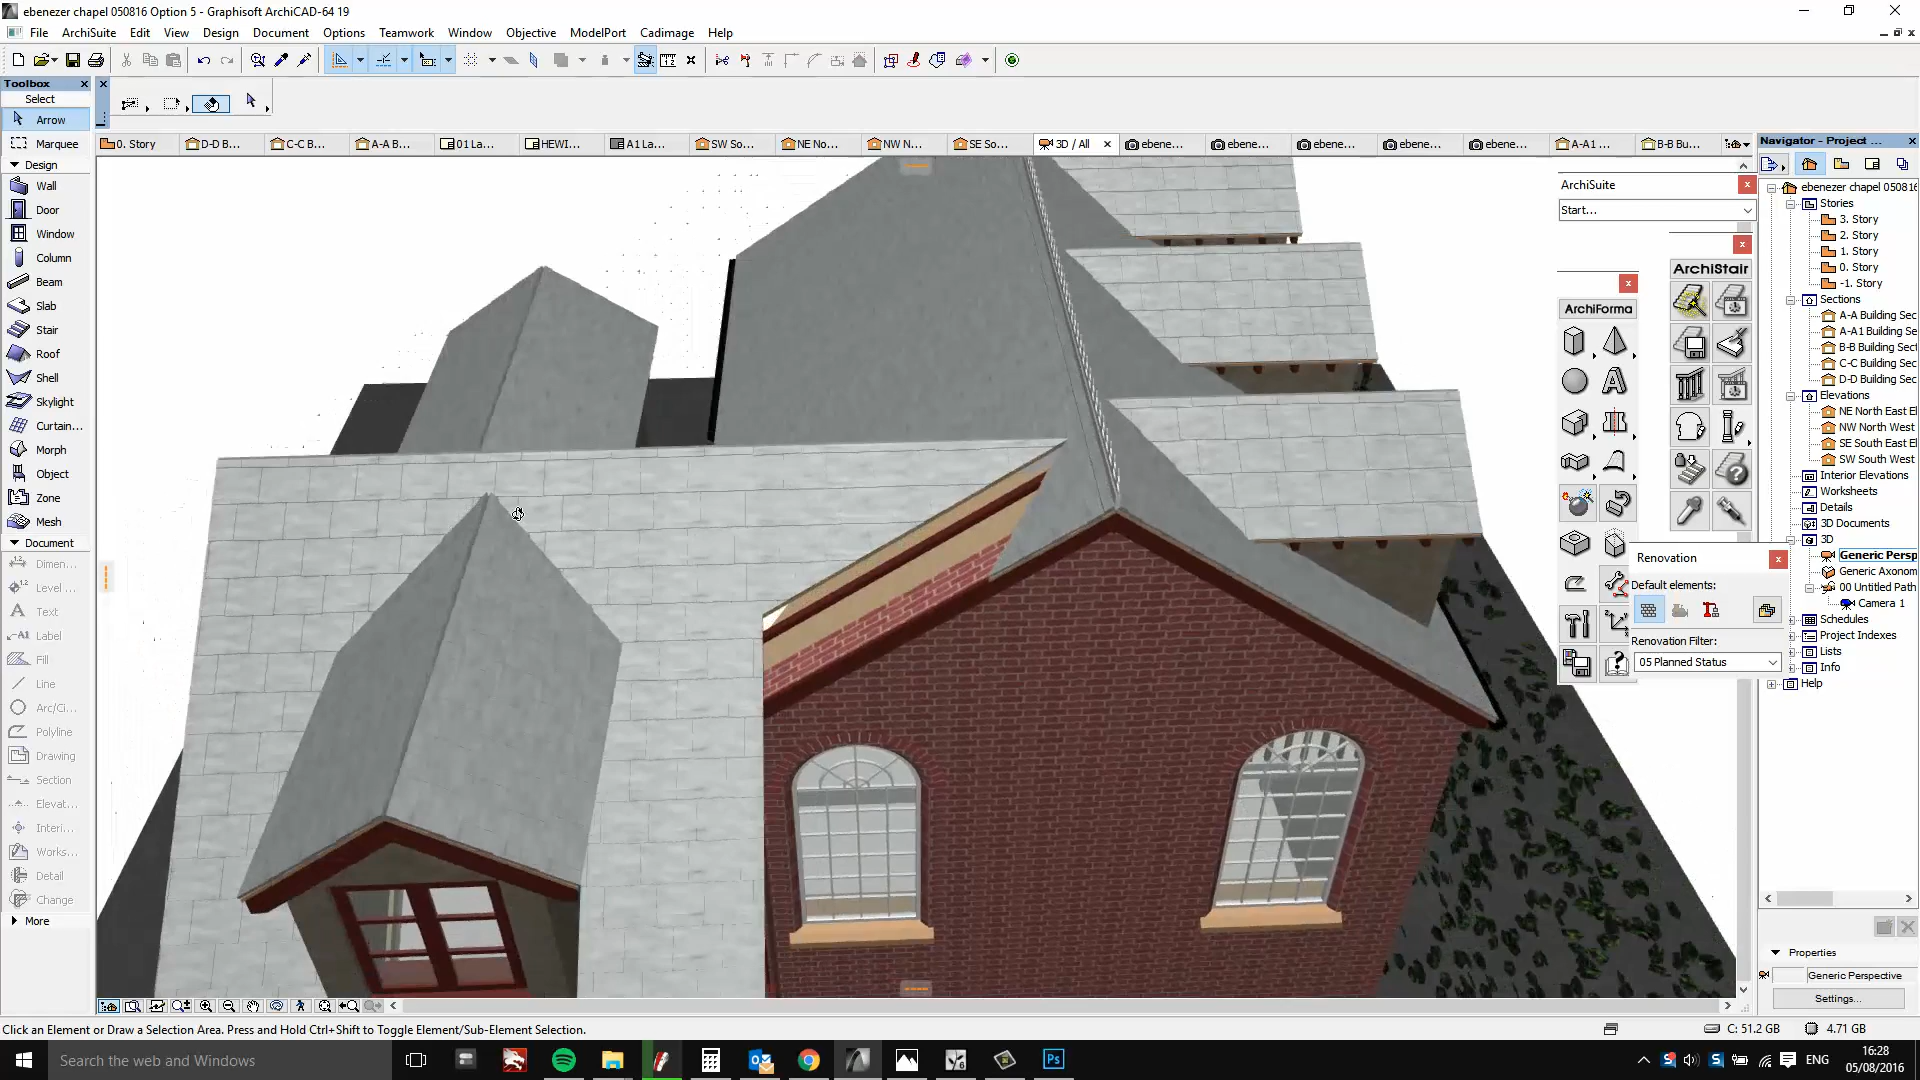 ebenezer chapel 050816 Option 5 - Graphisoft ArchiCAD-64 19
File ArchiSuite Edit View Design Document Options Teamwork Window Objective ModelPort Cadimage Help
Toolbox
Select
Arrow
Marquee
Design
Wall
Door
Window
Column
Beam
Slab
Stair
Roof
Shell
Skylight
Curtain...
Morph
Object
Zone
Mesh
Document
Dimen...
Level ...
Text
Label
Fill
Line
Arc/Ci...
Polyline
Drawing
Section
Elevat...
Interi...
Works...
Detail
Change
More
0. Story D-D B... C-C B... A-A B... 01 La... HEWI... A1 La... SW So... NE No... NW N... SE So... 3D / All ebene... ebene... ebene... ebene... ebene... A-A1 ... B-B Bu...
ArchiSuite
Start...
ArchiStair
ArchiForma
Renovation
Default elements:
Renovation Filter:
05 Planned Status
Navigator - Project ...
ebenezer chapel 050816
Stories
3. Story
2. Story
1. Story
0. Story
-1. Story
Sections
A-A Building Sec
A-A1 Building Se
B-B Building Sect
C-C Building Sec
D-D Building Sec
Elevations
NE North East El
NW North West
SE South East El
SW South West
Interior Elevations
Worksheets
Details
3D Documents
3D
Generic Persp
Generic Axonom
00 Untitled Path
Camera 1
Schedules
Project Indexes
Lists
Info
Help
Properties
Generic Perspective
Settings...
Click an Element or Draw a Selection Area. Press and Hold Ctrl+Shift to Toggle Element/Sub-Element Selection.
C: 51.2 GB 4.71 GB
Search the web and Windows
ENG
16:28
05/08/2016